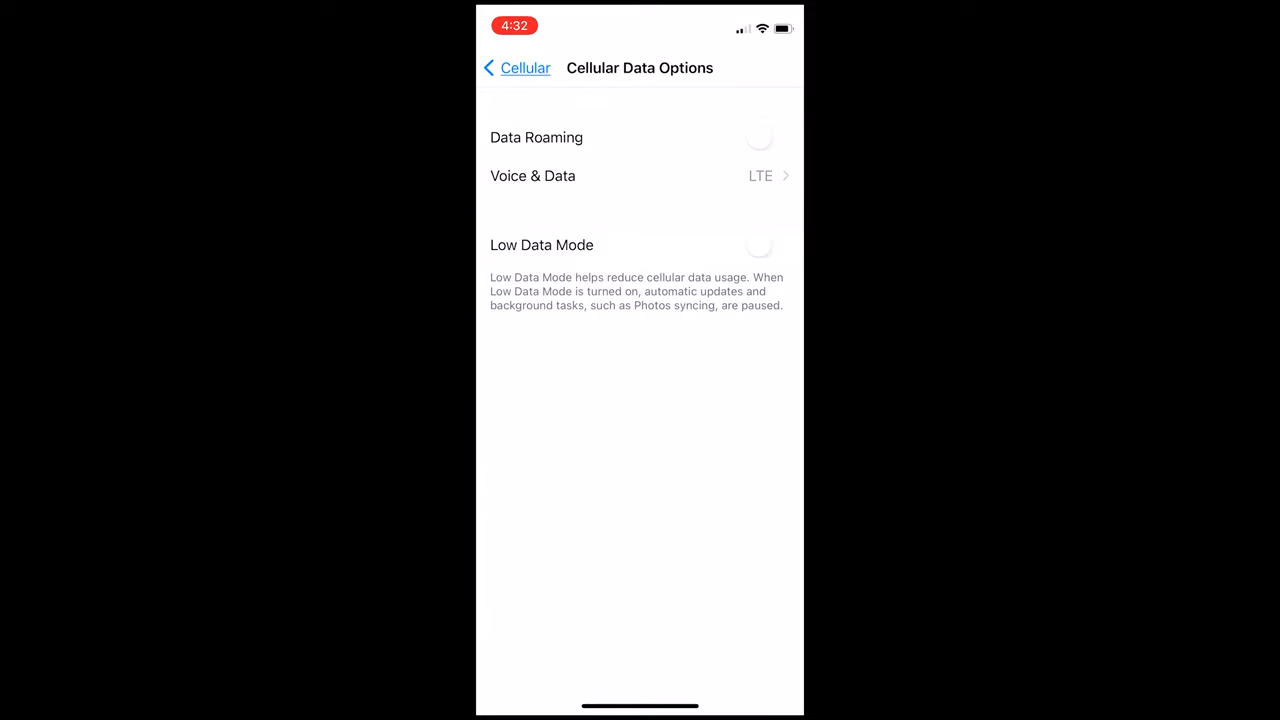 4:32
Cellular
Cellular Data Options
Data Roaming
Voice & Data
LTE
Low Data Mode
Low Data Mode helps reduce cellular data usage. When
Low Data Mode is turned on, automatic updates and
background tasks, such as Photos syncing, are paused.